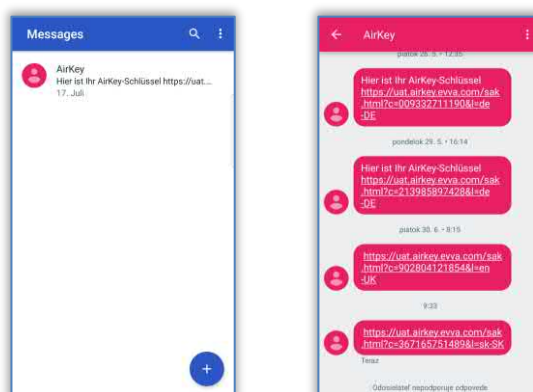 Messages
AirKey
Hier ist Ihr AirKey-Schlüssel https://uat....
17. Juli
AirKey
piatok 26. 5. • 12:35
Hier ist Ihr AirKey-Schlüssel
https://uat.airkey.evva.com/sak
.html?c=009332711190&l=de
-DE
pondelok 29. 5. • 16:14
Hier ist Ihr AirKey-Schlüssel
https://uat.airkey.evva.com/sak
.html?c=213985897428&l=de
-DE
piatok 30. 6. • 8:15
https://uat.airkey.evva.com/sak
.html?c=902804121854&l=en
-UK
9:33
https://uat.airkey.evva.com/sak
.html?c=367165751489&l=sk-SK
Teraz
Odosielateľ nepodporuje odpovede